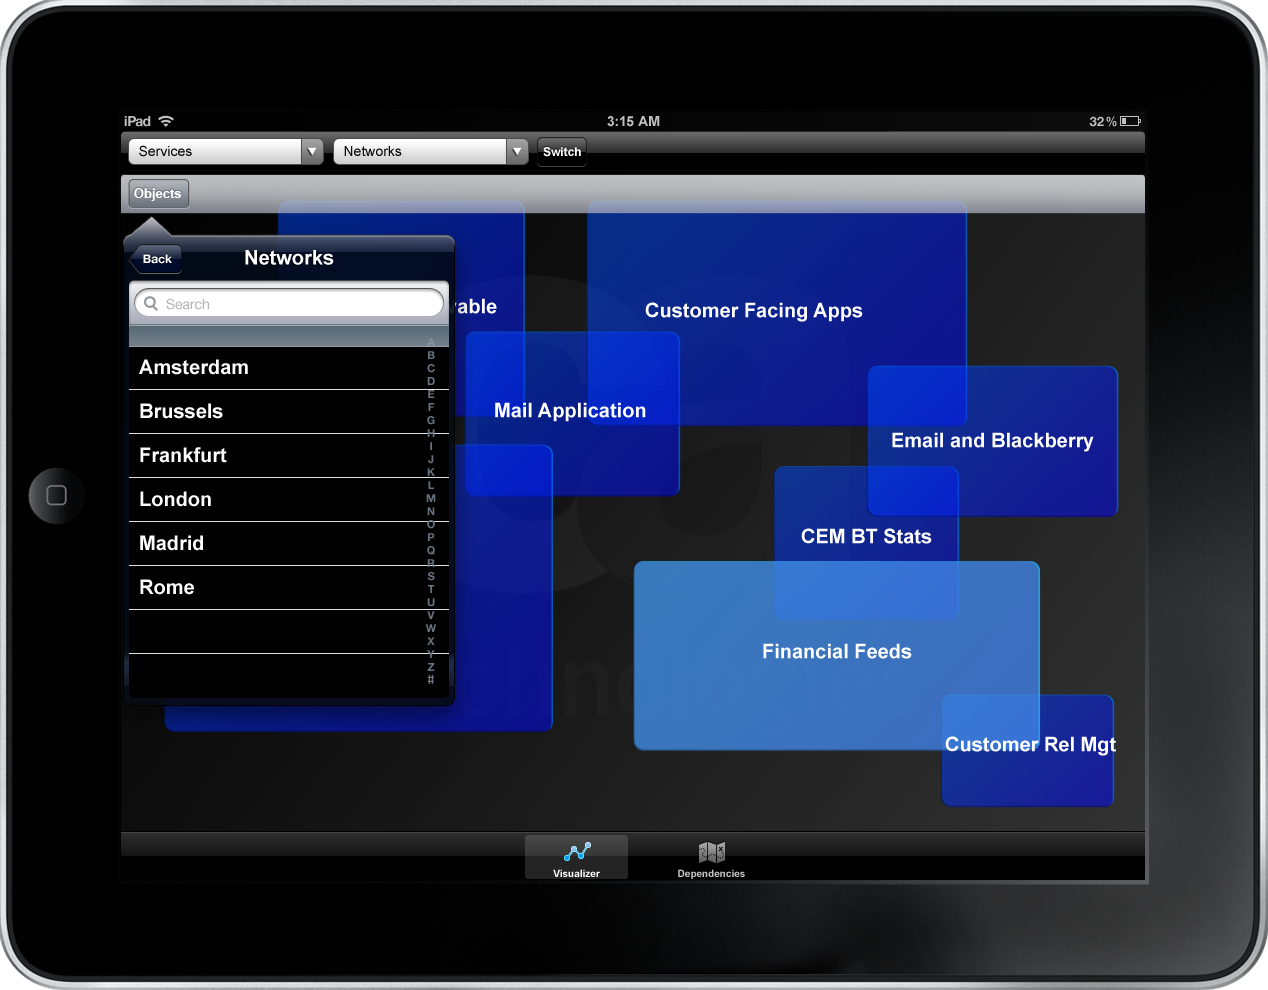 iPad 3:15 AM 32%
Services Networks Switch
Objects
Back Networks
Search
Amsterdam
Brussels
Frankfurt
London
Madrid
Rome
A
B
C
D
E
F
G
H
I
J
K
L
M
N
O
P
Q
R
S
T
U
V
W
X
Y
Z
#
vable
Customer Facing Apps
Mail Application
Email and Blackberry
CEM BT Stats
Financial Feeds
Customer Rel Mgt
Visualizer Dependencies